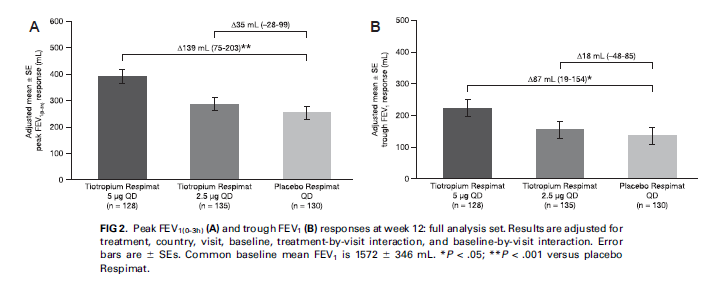 A
Adjusted mean ± SE
peak FEV1(0-3h) response (mL)
600
500
400
300
200
100
0
Δ35 mL (–28-99)
Δ139 mL (75-203)**
Tiotropium Respimat
5 µg QD
(n = 128)
Tiotropium Respimat
2.5 µg QD
(n = 135)
Placebo Respimat
QD
(n = 130)
B
Adjusted mean ± SE
trough FEV1 response (mL)
500
400
300
200
100
0
Δ18 mL (–48-85)
Δ87 mL (19-154)*
Tiotropium Respimat
5 µg QD
(n = 128)
Tiotropium Respimat
2.5 µg QD
(n = 135)
Placebo Respimat
QD
(n = 130)
FIG 2. Peak FEV1(0-3h) (A) and trough FEV1 (B) responses at week 12: full analysis set. Results are adjusted for
treatment, country, visit, baseline, treatment-by-visit interaction, and baseline-by-visit interaction. Error
bars are ± SEs. Common baseline mean FEV1 is 1572 ± 346 mL. *P < .05; **P < .001 versus placebo
Respimat.